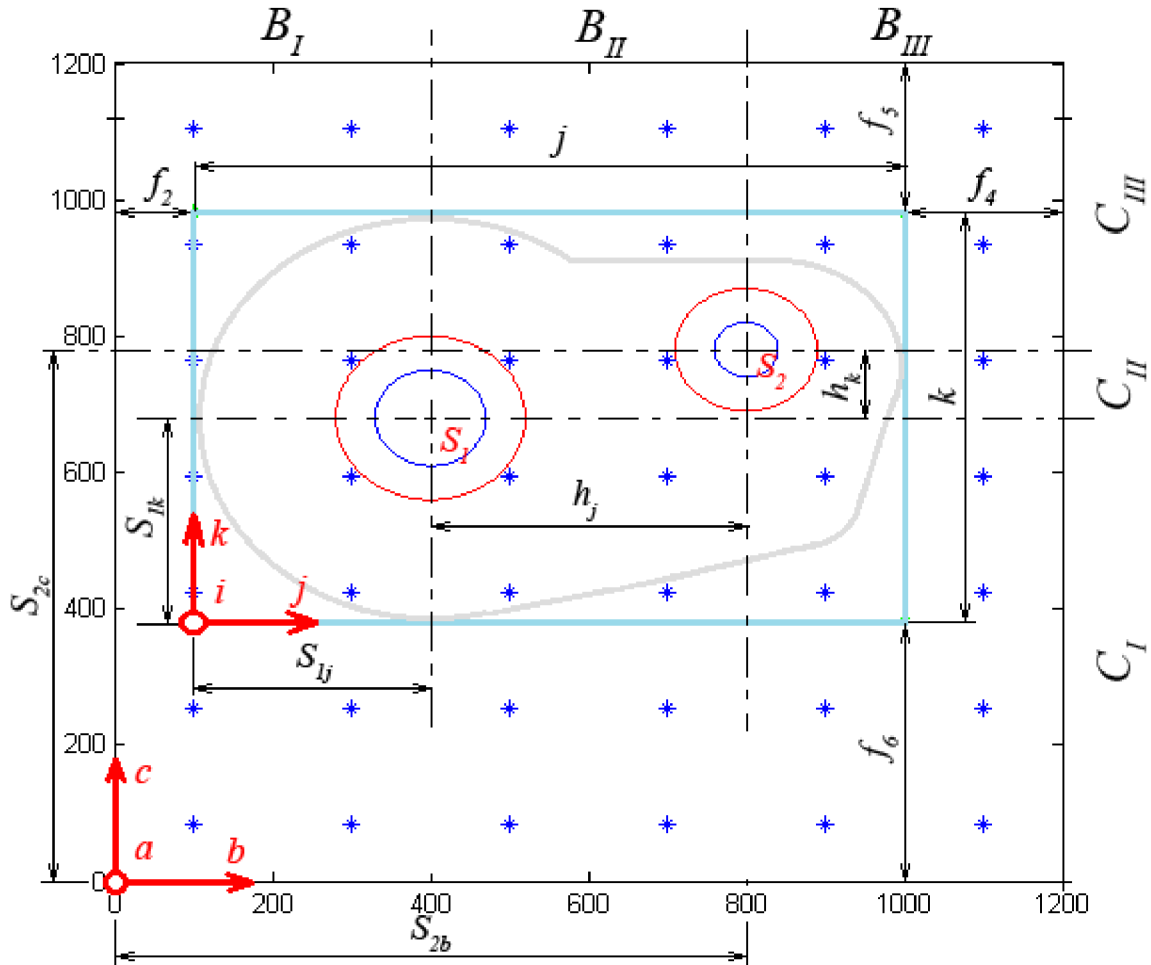 B_I B_II B_III
1200
f_5
j
f_2 f_4
1000
C_III
800
S_2
h_k
k
C_II
S_1
600
h_j
S_1k
k
i j
S_2c
400
S_1j
C_I
f_6
200
c
a b
0
0 200 400 600 800 1000 1200
S_2b